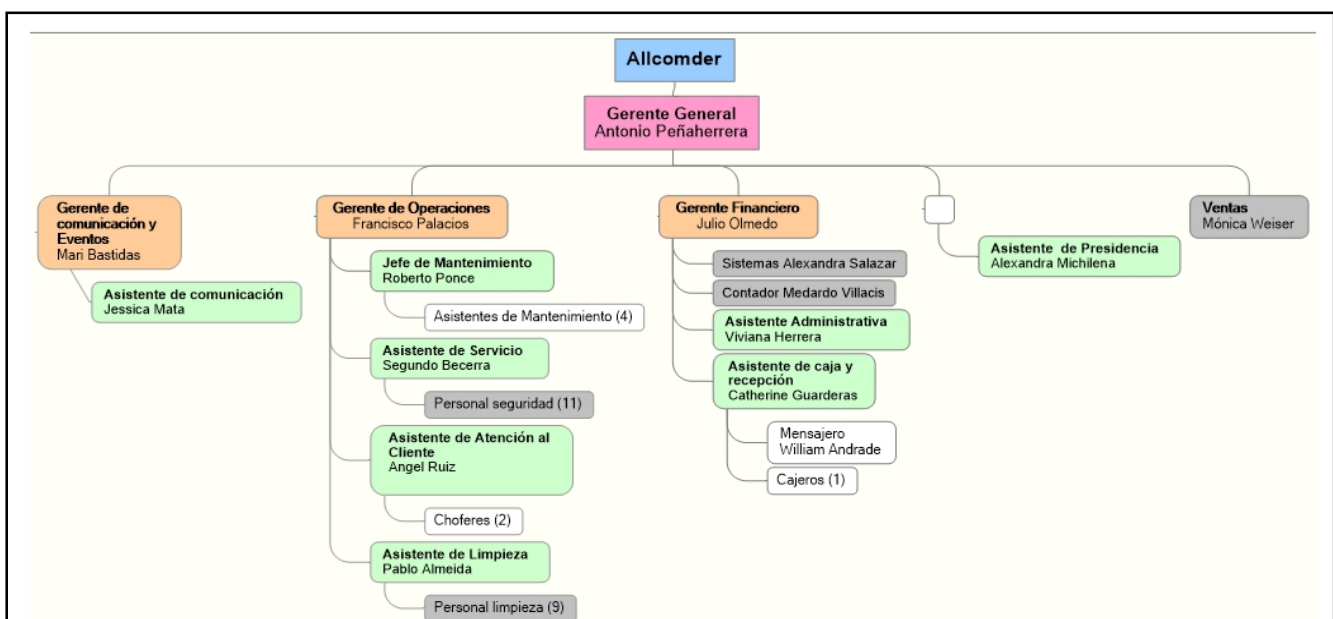 Allcomder
Gerente General
Antonio Peñaherrera
Gerente de
comunicación y
Eventos
Mari Bastidas
Asistente de comunicación
Jessica Mata
Gerente de Operaciones
Francisco Palacios
Jefe de Mantenimiento
Roberto Ponce
Asistentes de Mantenimiento (4)
Asistente de Servicio
Segundo Becerra
Personal seguridad (11)
Asistente de Atención al
Cliente
Angel Ruiz
Choferes (2)
Asistente de Limpieza
Pablo Almeida
Personal limpieza (9)
Gerente Financiero
Julio Olmedo
Sistemas Alexandra Salazar
Contador Medardo Villacis
Asistente Administrativa
Viviana Herrera
Asistente de caja y
recepción
Catherine Guarderas
Mensajero
William Andrade
Cajeros (1)
Asistente de Presidencia
Alexandra Michilena
Ventas
Mónica Weiser